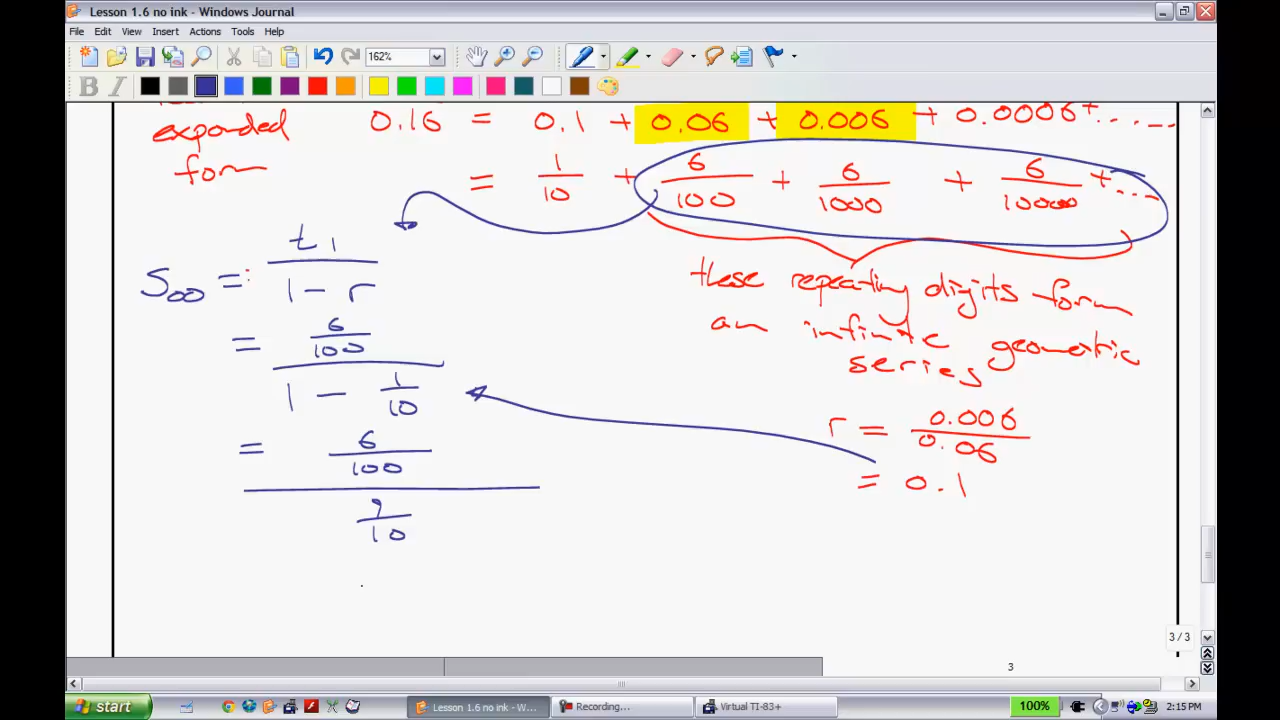 Lesson 1.6 no ink - Windows Journal
File Edit View Insert Actions Tools Help
162%
B I
expanded 0.16 = 0.1 + 0.06 + 0.006 + 0.0006+.....
form
= 1/10 + 6/100 + 6/1000 + 6/10000 +...
S∞ = t1 / (1 - r)
= (6/100) / (1 - 1/10)
= (6/100) / (9/10)
these repeating digits form
an infinite geometric
series
r = 0.006/0.06
= 0.1
3/3
3
start Lesson 1.6 no ink - W... Recording... Virtual TI-83+ 100% 2:15 PM